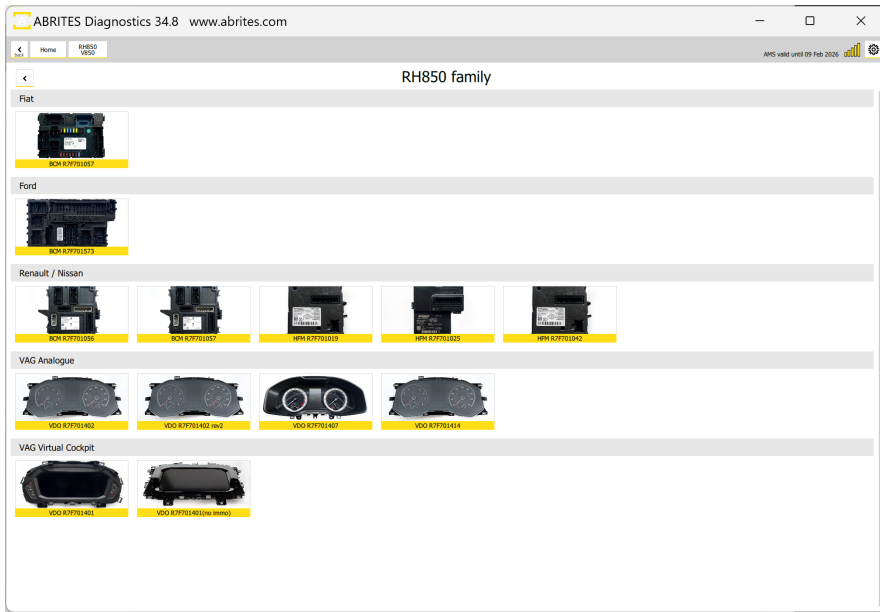 ABRITES Diagnostics 34.8 www.abrites.com
back
Home
RH850
V850
AMS valid until 09 Feb 2026
RH850 family
Fiat
BCM R7F701057
Ford
BCM R7F701573
Renault / Nissan
BCM R7F701056
BCM R7F701057
HFM R7F701019
HFM R7F701025
HFM R7F701042
VAG Analogue
VDO R7F701402
VDO R7F701402 rev2
VDO R7F701407
VDO R7F701414
VAG Virtual Cockpit
VDO R7F701401
VDO R7F701401(no immo)